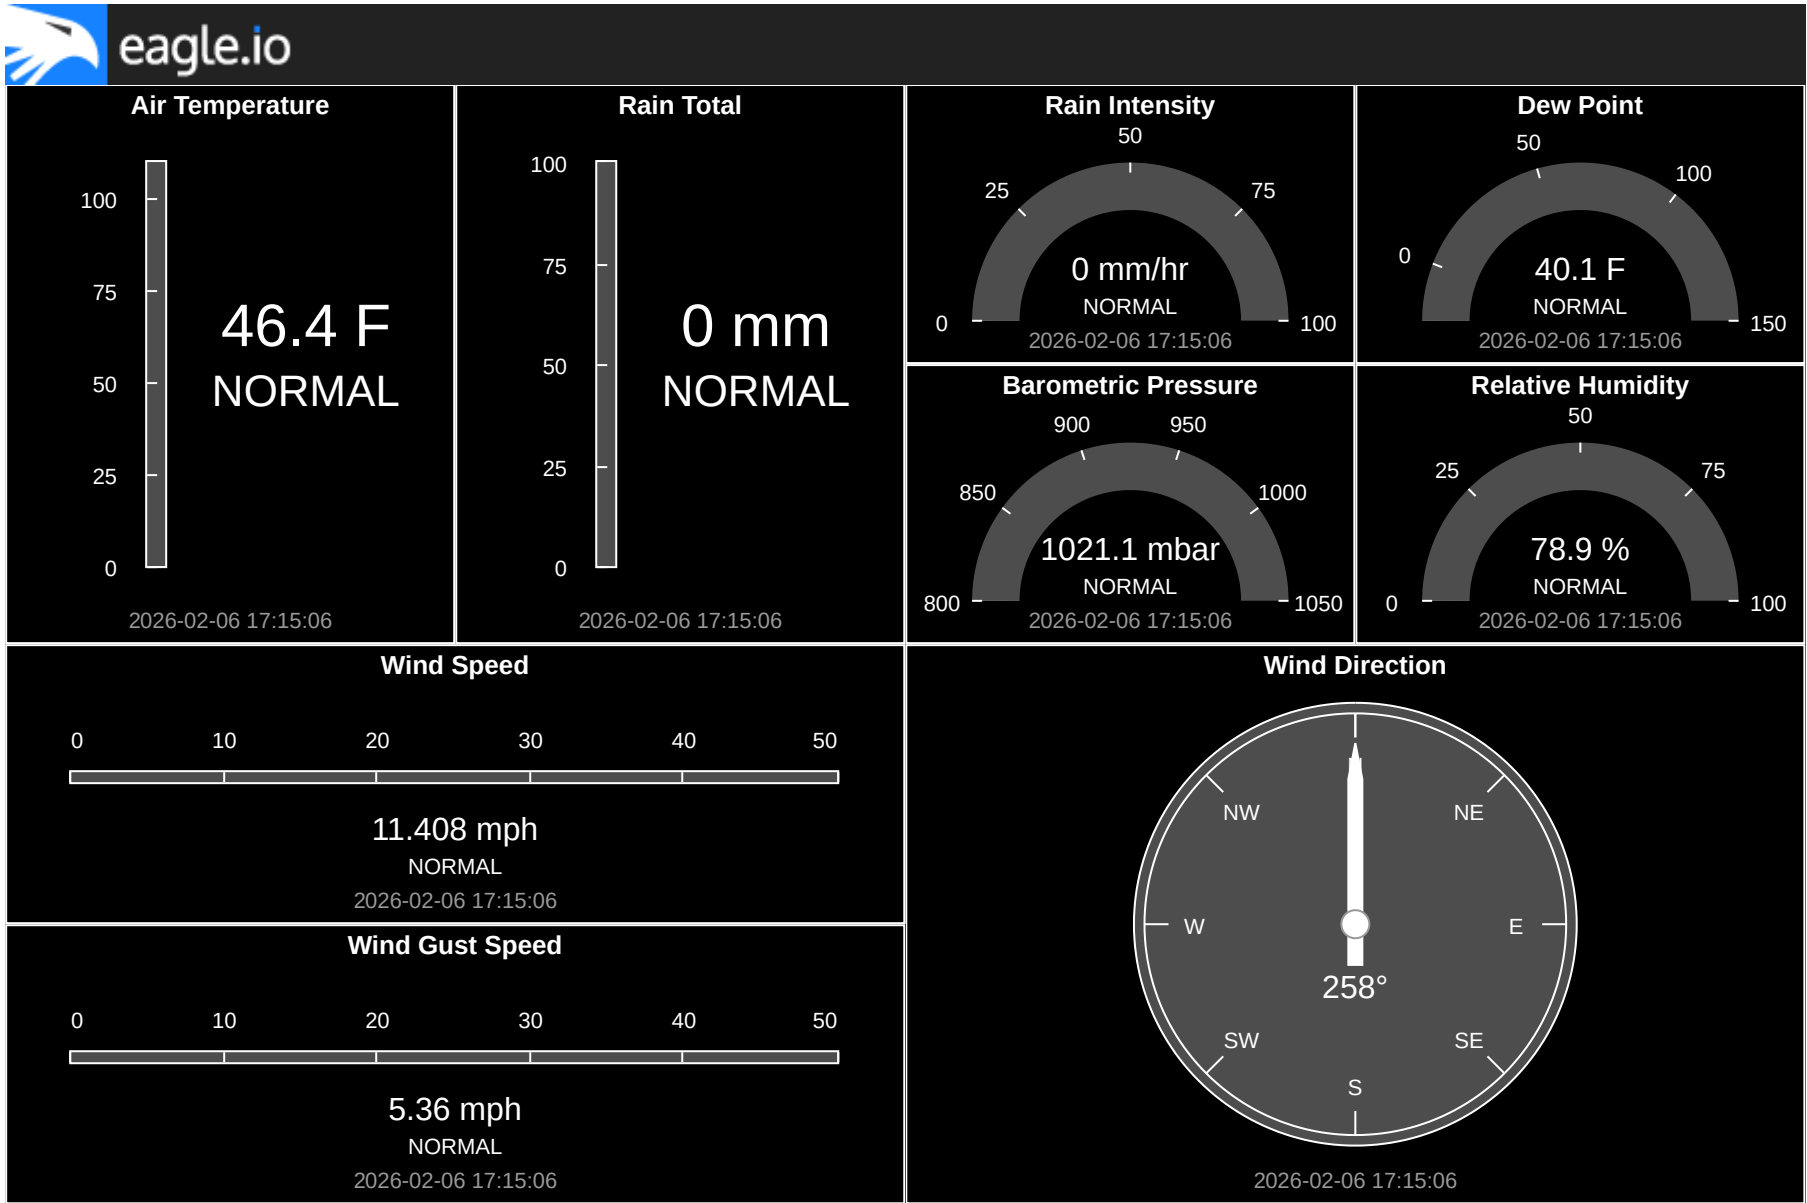 eagle.io
Air Temperature
100
75
50
25
0
46.4 F
NORMAL
2026-02-06 17:15:06
Rain Total
100
75
50
25
0
0 mm
NORMAL
2026-02-06 17:15:06
Rain Intensity
0
25
50
75
100
0 mm/hr
NORMAL
2026-02-06 17:15:06
Dew Point
0
50
100
150
40.1 F
NORMAL
2026-02-06 17:15:06
Barometric Pressure
800
850
900
950
1000
1050
1021.1 mbar
NORMAL
2026-02-06 17:15:06
Relative Humidity
0
25
50
75
100
78.9 %
NORMAL
2026-02-06 17:15:06
Wind Speed
0 10 20 30 40 50
11.408 mph
NORMAL
2026-02-06 17:15:06
Wind Gust Speed
0 10 20 30 40 50
5.36 mph
NORMAL
2026-02-06 17:15:06
Wind Direction
NW NE
W E
258°
SW SE
S
2026-02-06 17:15:06